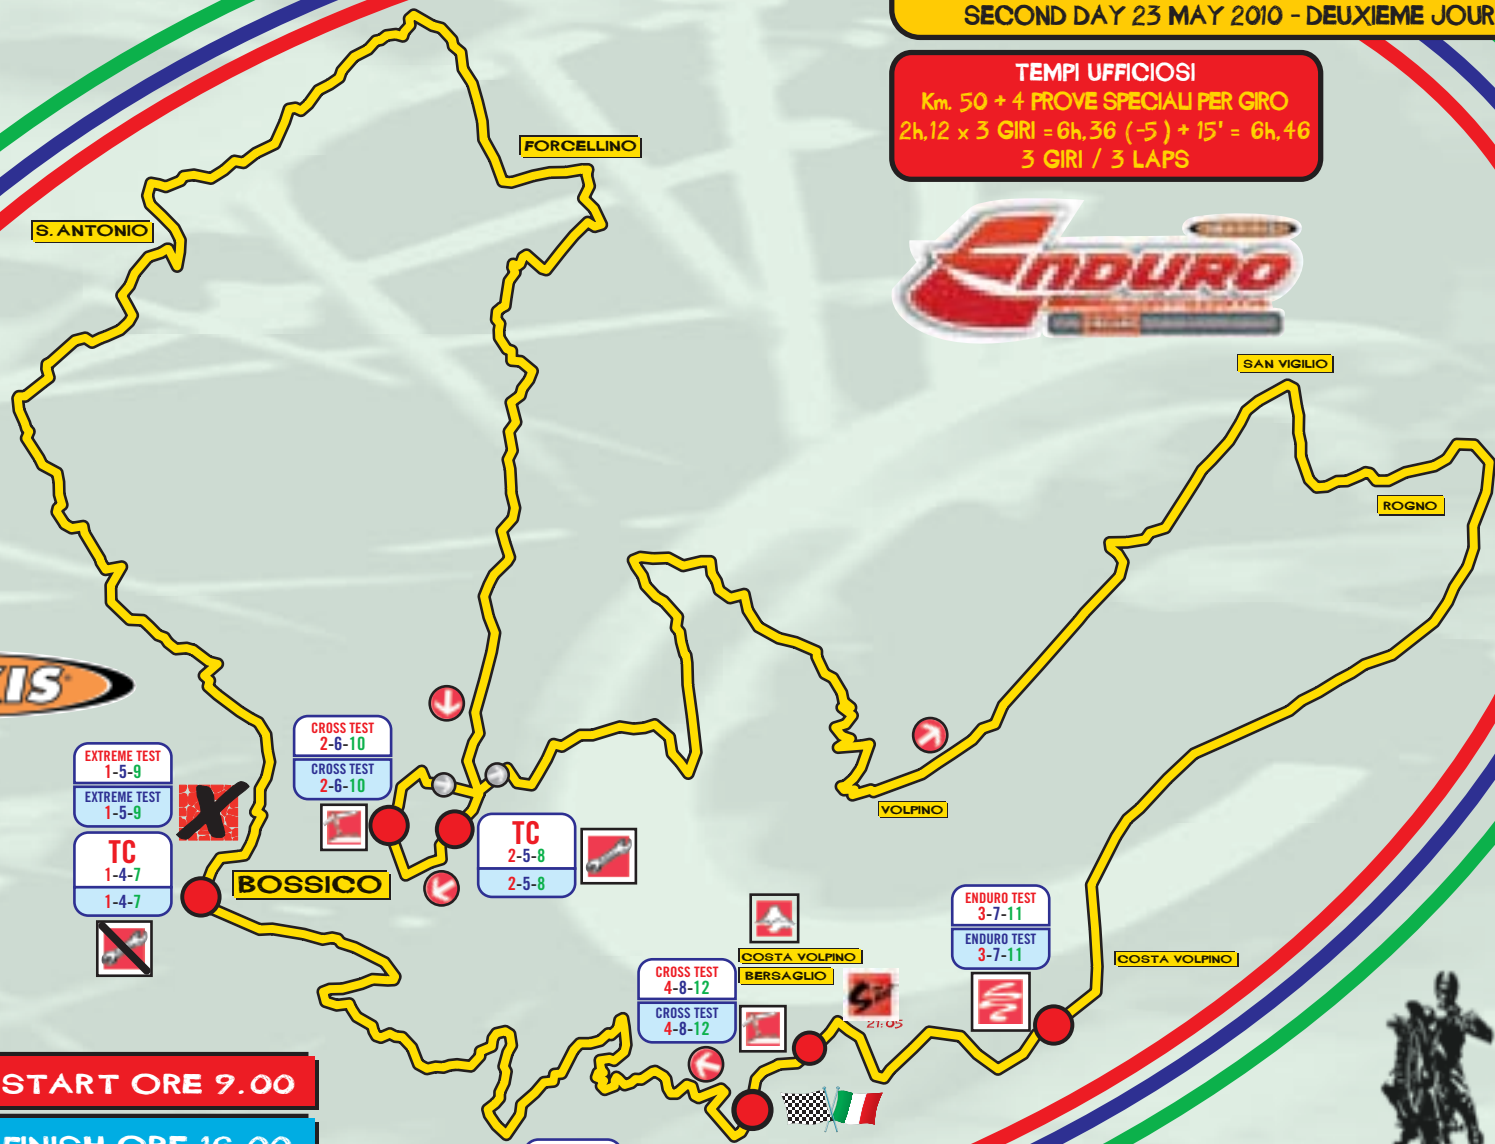 SECOND DAY 23 MAY 2010 - DEUXIEME JOUR
TEMPI UFFICIOSI
Km. 50 + 4 PROVE SPECIALI PER GIRO
2h,12 x 3 GIRI = 6h,36 (-5) + 15' = 6h,46
3 GIRI / 3 LAPS
FORCELLINO
S. ANTONIO
ENDURO
SAN VIGILIO
ROGNO
XIS
CROSS TEST
2-6-10
CROSS TEST
2-6-10
EXTREME TEST
1-5-9
EXTREME TEST
1-5-9
TC
1-4-7
1-4-7
TC
2-5-8
2-5-8
VOLPINO
BOSSICO
ENDURO TEST
3-7-11
ENDURO TEST
3-7-11
COSTA VOLPINO
BERSAGLIO
COSTA VOLPINO
CROSS TEST
4-8-12
CROSS TEST
4-8-12
21:05
START ORE 9.00
FINISH ORE 16.00